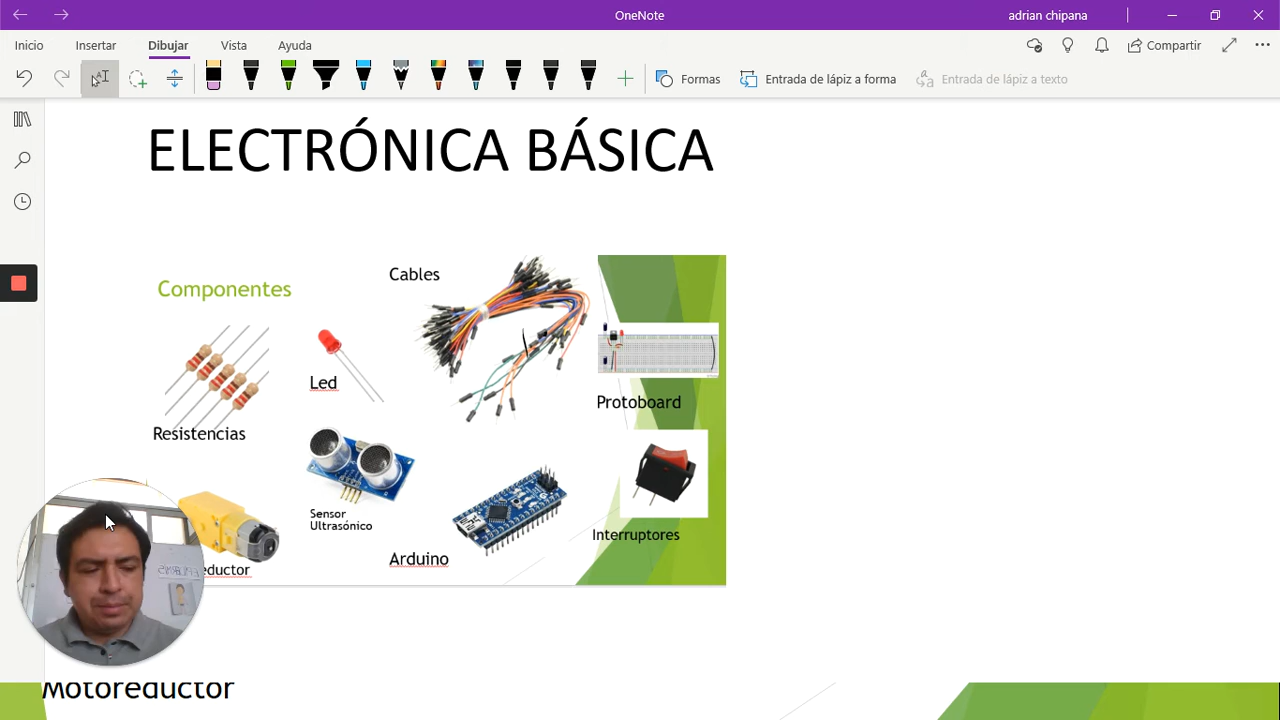 OneNote
adrian chipana
Inicio
Insertar
Dibujar
Vista
Ayuda
Compartir
Formas
Entrada de lápiz a forma
Entrada de lápiz a texto
ELECTRÓNICA BÁSICA
Componentes
Cables
Led
Protoboard
Resistencias
Sensor
Ultrasónico
Interruptores
Arduino
eductor
Motoreductor